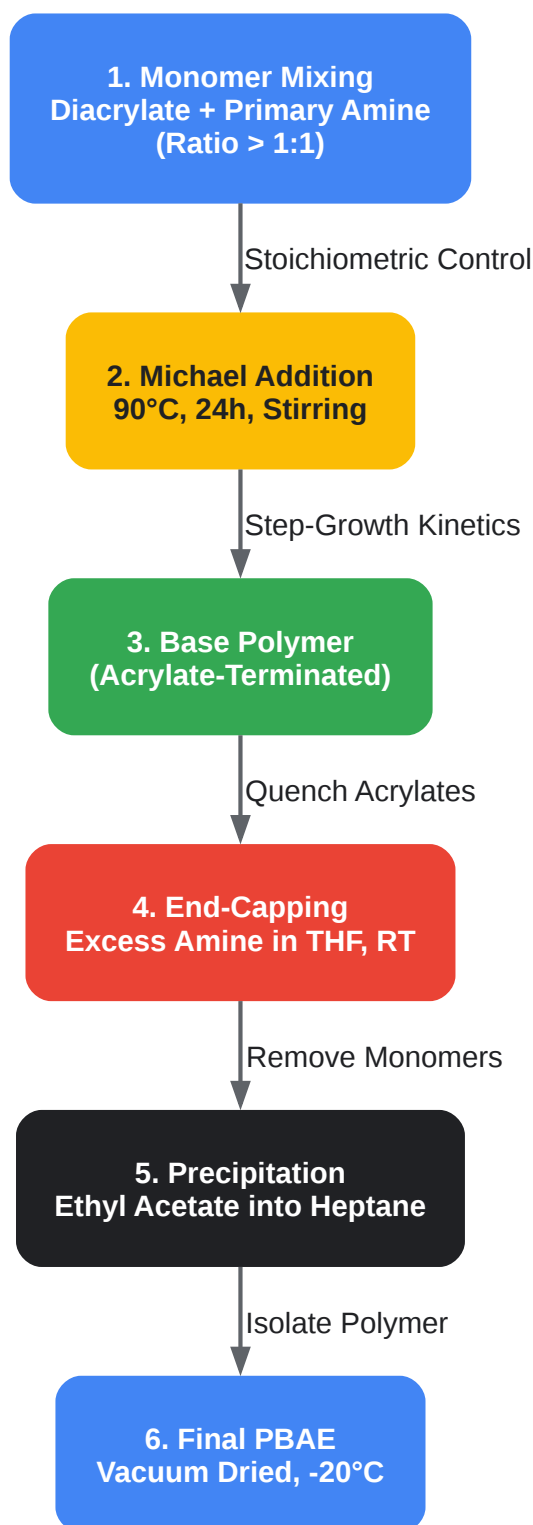 1. Monomer Mixing
Diacrylate + Primary Amine
(Ratio > 1:1)
Stoichiometric Control
2. Michael Addition
90°C, 24h, Stirring
Step-Growth Kinetics
3. Base Polymer
(Acrylate-Terminated)
Quench Acrylates
4. End-Capping
Excess Amine in THF, RT
Remove Monomers
5. Precipitation
Ethyl Acetate into Heptane
Isolate Polymer
6. Final PBAE
Vacuum Dried, -20°C